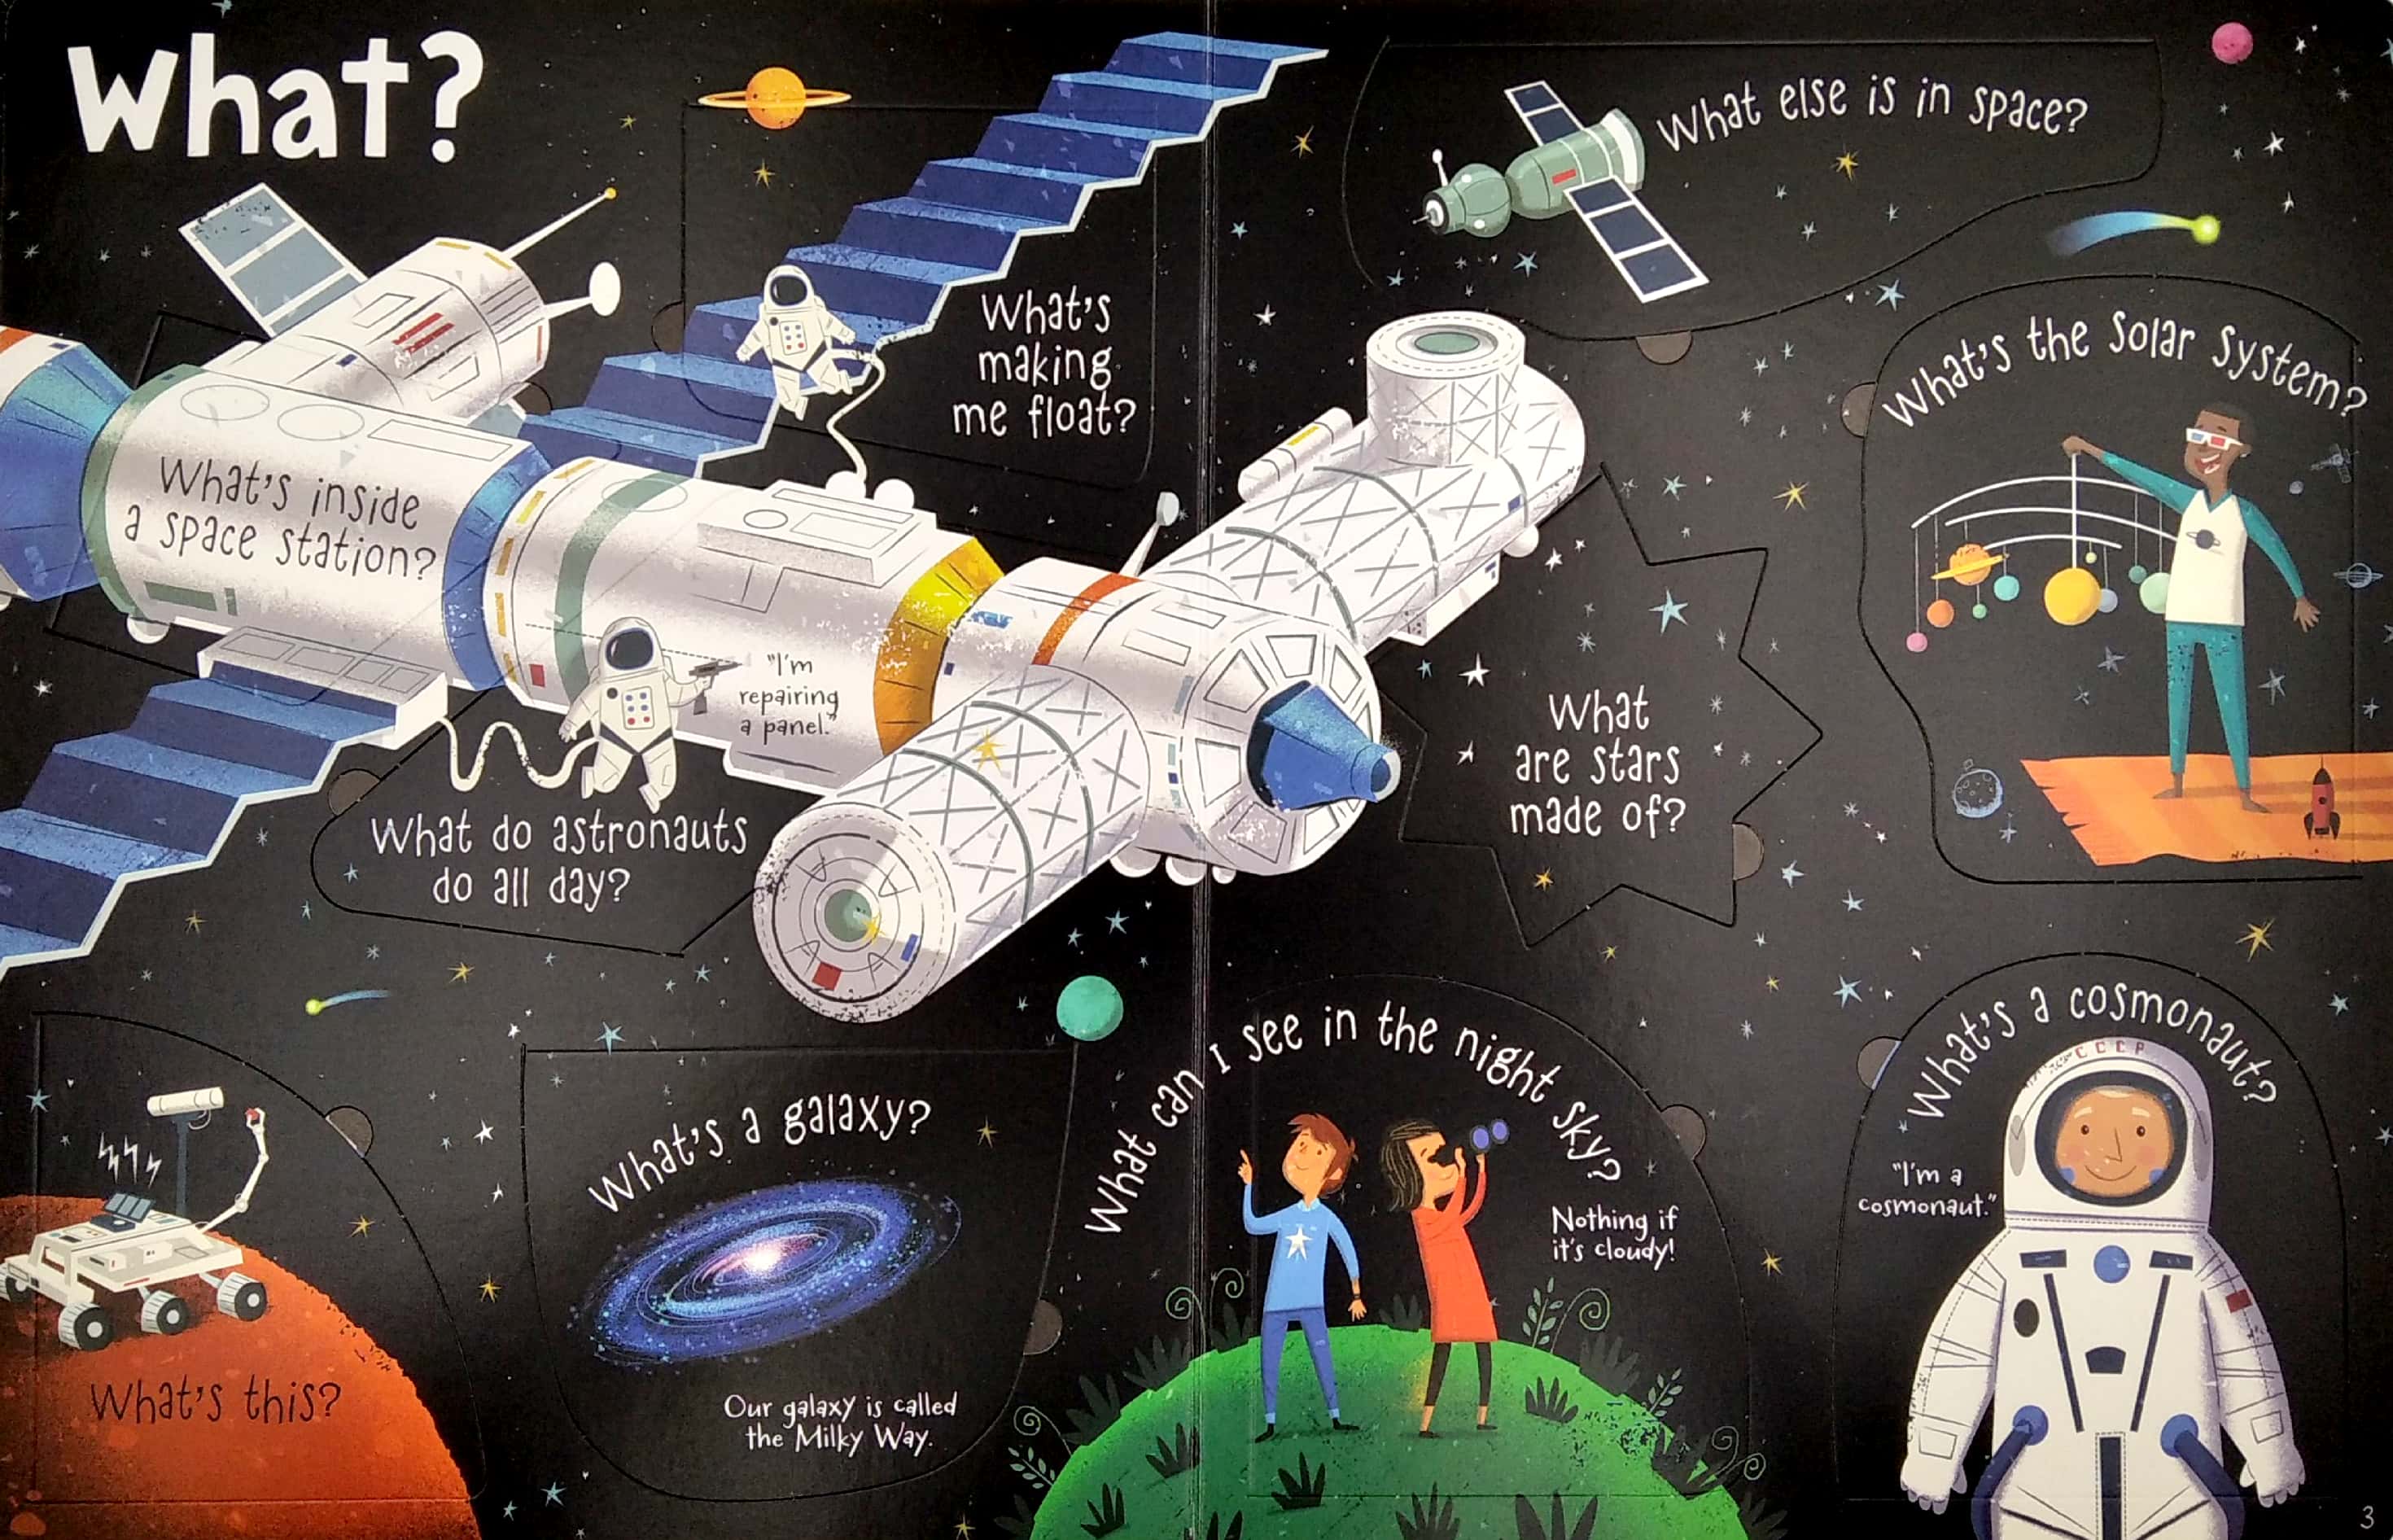 What?
What else is in space?
What's
making
me float?
What's the Solar System?
What's inside
a space station?
"I'm
repairing
a panel."
What
are stars
made of?
What do astronauts
do all day?
What's this?
What's a galaxy?
Our galaxy is called
the Milky Way.
What can I see in the night sky?
Nothing if
it's cloudy!
What's a cosmonaut?
CCCP
"I'm a
cosmonaut."
3